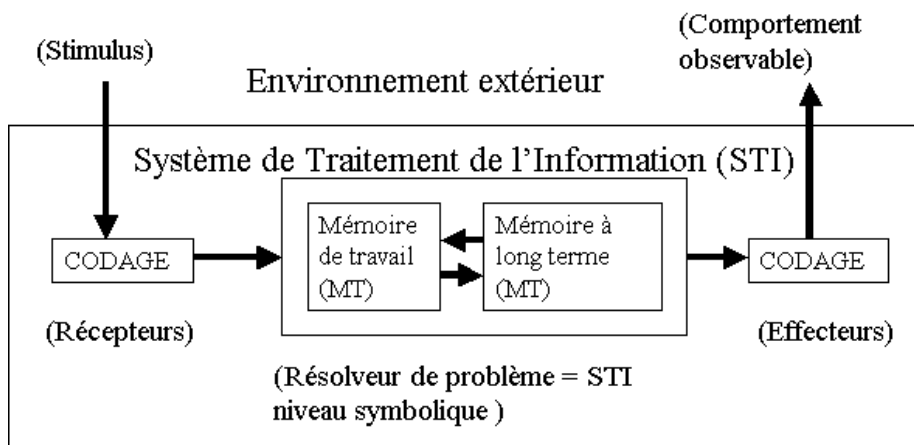 (Stimulus)
(Comportement
observable)
Environnement extérieur
Système de Traitement de l'Information (STI)
CODAGE
Mémoire
de travail
(MT)
Mémoire à
long terme
(MT)
CODAGE
(Récepteurs)
(Effecteurs)
(Résolveur de problème = STI
niveau symbolique )